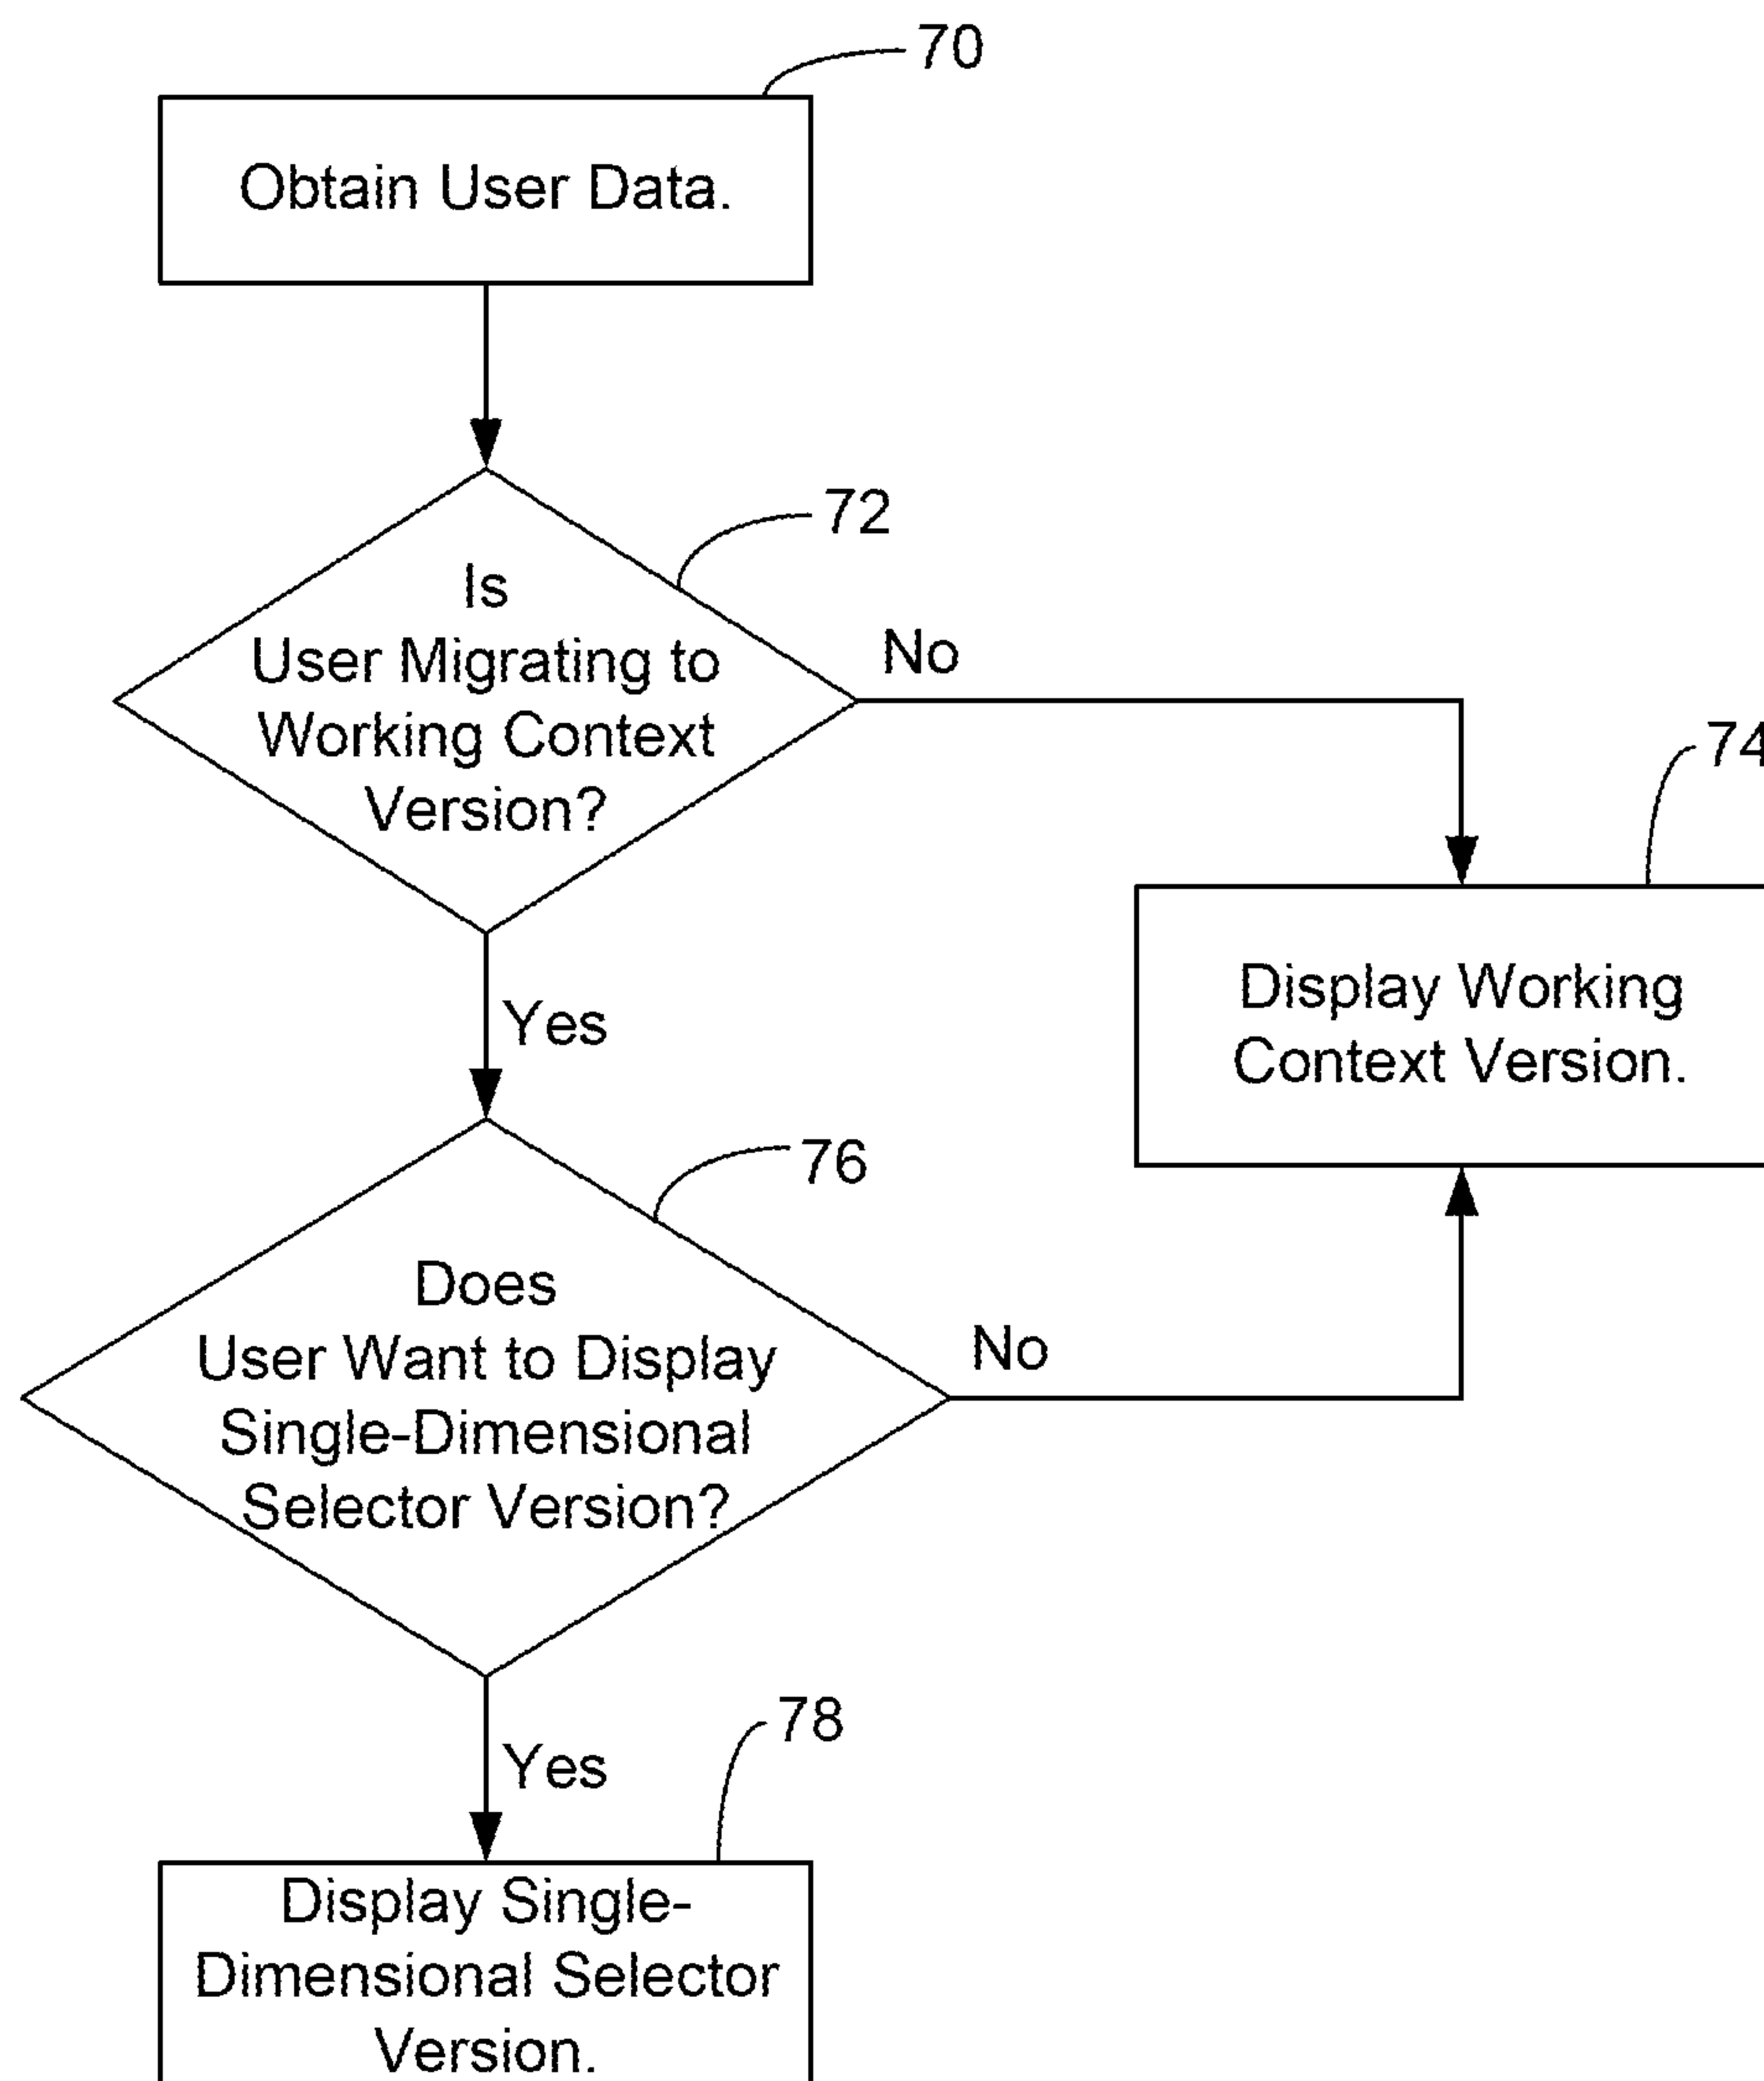 70
Obtain User Data.
72
Is
User Migrating to
Working Context
Version?
No
74
Display Working
Context Version.
Yes
76
Does
User Want to Display
Single-Dimensional
Selector Version?
No
Yes
78
Display Single-
Dimensional Selector
Version.